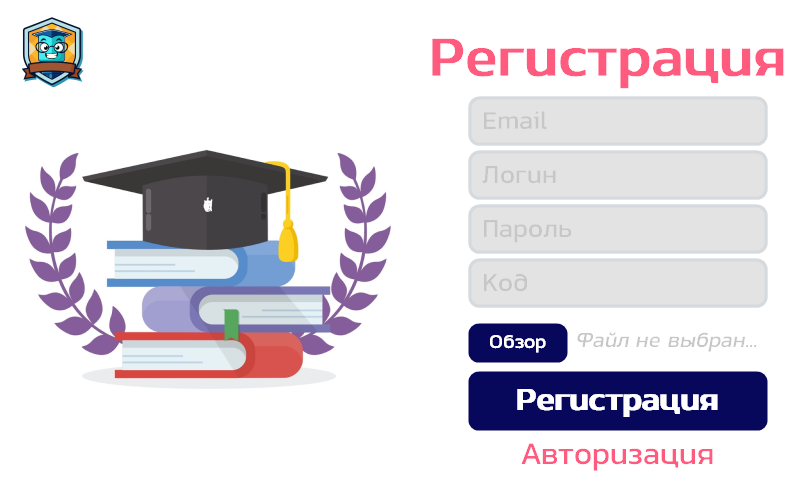 Регистрация
Email
Логин
Пароль
Код
Обзор Файл не выбран...
Регистрация
Авторизация